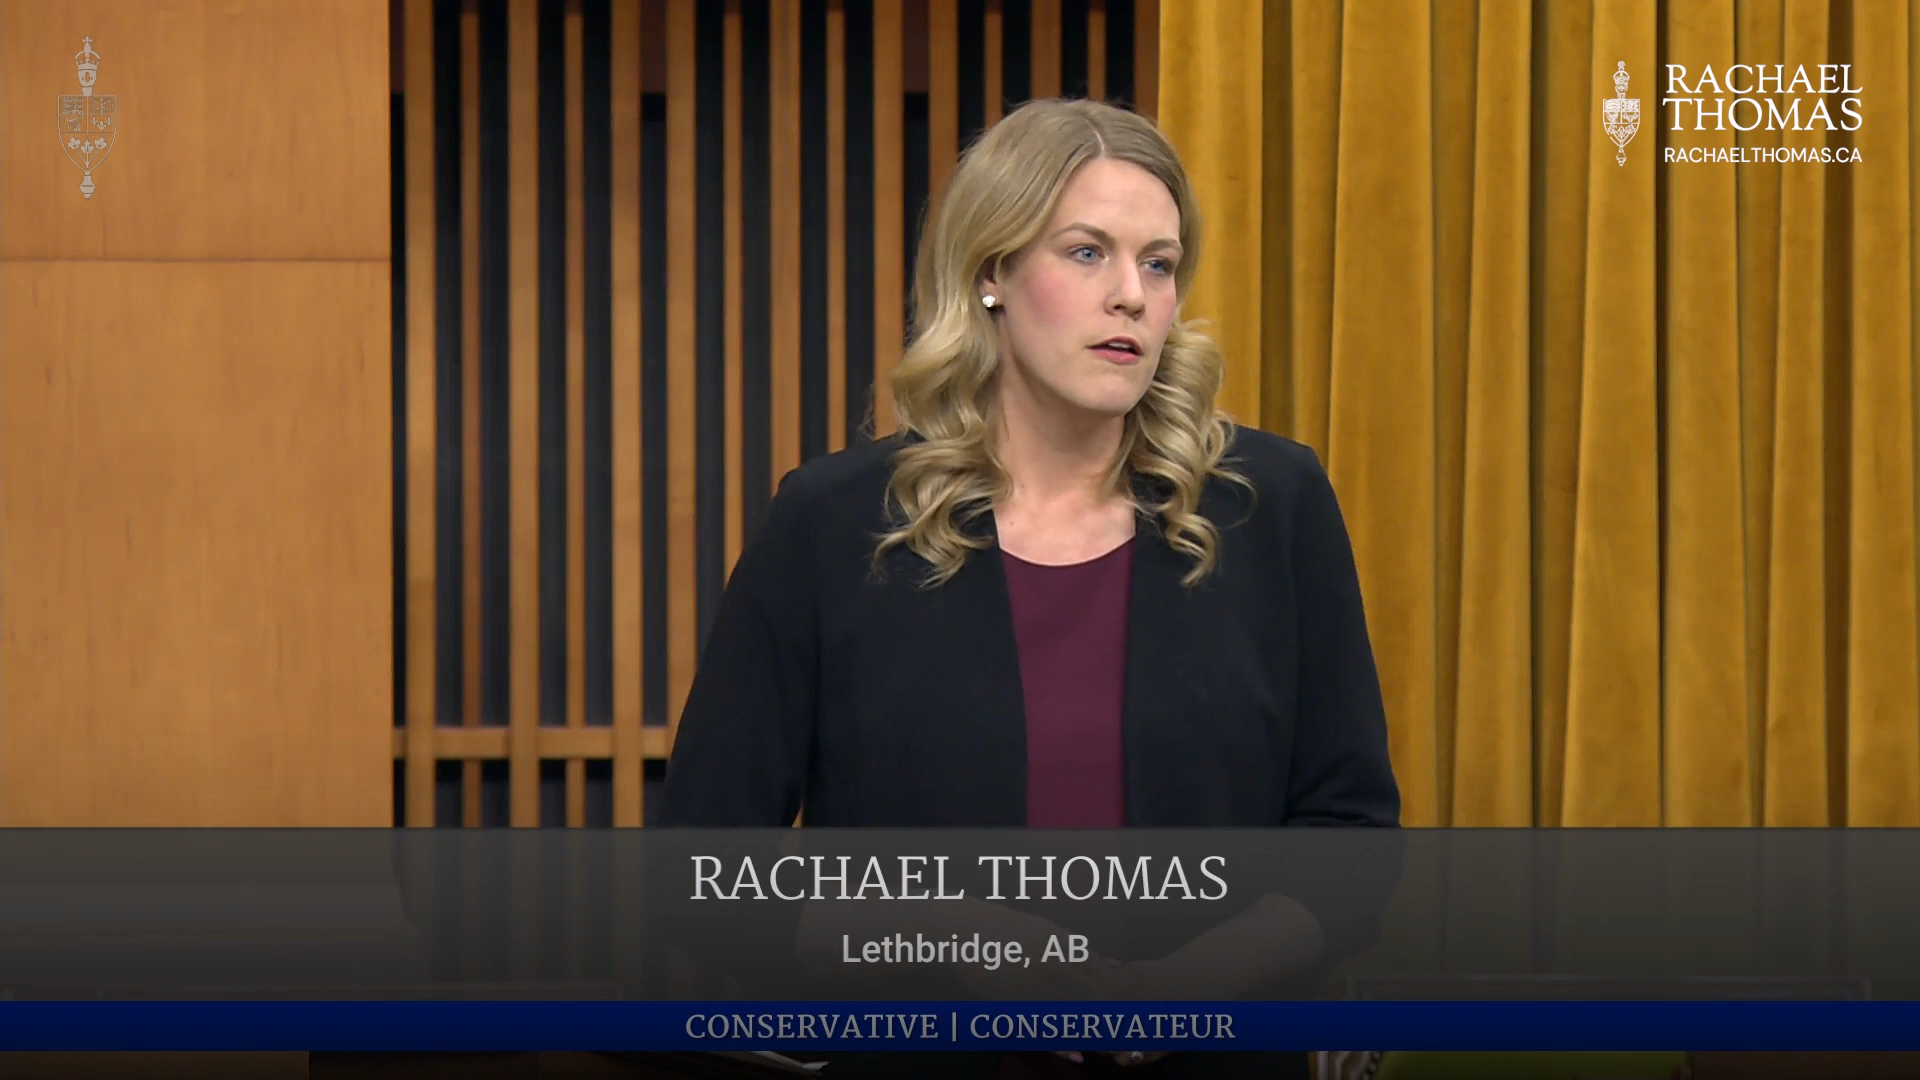 RACHAEL
THOMAS
RACHAELTHOMAS.CA
RACHAEL THOMAS
Lethbridge, AB
CONSERVATIVE | CONSERVATEUR